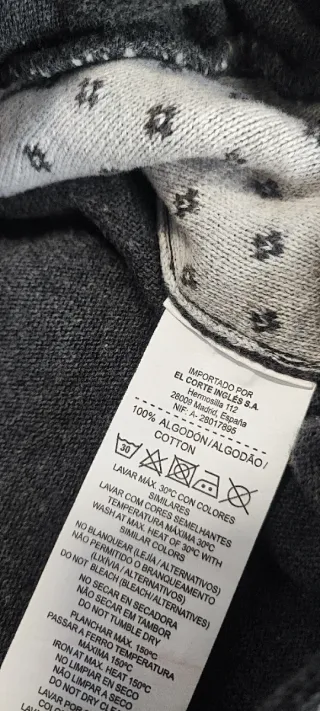 IMPORTADO POR
EL CORTE INGLÉS S.A.
Hermosilla 112
28009 Madrid, España
NIF: A- 28017895
100% ALGODÓN/ALGODÃO/
COTTON
30
LAVAR MÁX. 30ºC CON COLORES
SIMILARES
LAVAR COM CORES SEMELHANTES
TEMPERATURA MÁXIMA 30ºC
WASH AT MAX. HEAT OF 30ºC WITH
SIMILAR COLORS
NO BLANQUEAR (LEJÍA / ALTERNATIVOS)
NÃO PERMITIDO O BRANQUEAMENTO
(LIXÍVIA / ALTERNATIVOS)
DO NOT BLEACH (BLEACH/ALTERNATIVES)
NO SECAR EN SECADORA
NÃO SECAR EM TAMBOR
DO NOT TUMBLE DRY
PLANCHAR MÁX. 150ºC
PASSAR A FERRO TEMPERATURA
MÁXIMA 150ºC
IRON AT MAX. HEAT 150ºC
NO LIMPIAR EN SECO
NÃO LIMPAR A SECO
DO NOT DRY
LAVAR POR